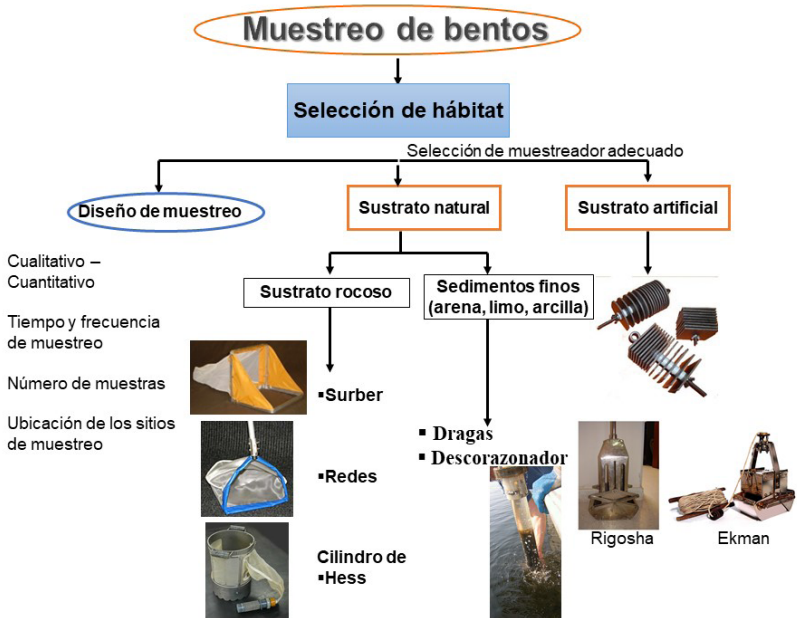 Muestreo de bentos
Selección de hábitat
Selección de muestreador adecuado
Diseño de muestreo
Sustrato natural
Sustrato artificial
Cualitativo –
Cuantitativo
Tiempo y frecuencia
de muestreo
Número de muestras
Ubicación de los sitios
de muestreo
Sustrato rocoso
▪Surber
▪Redes
Cilindro de
▪Hess
Sedimentos finos
(arena, limo, arcilla)
▪ Dragas
▪ Descorazonador
Rigosha
Ekman